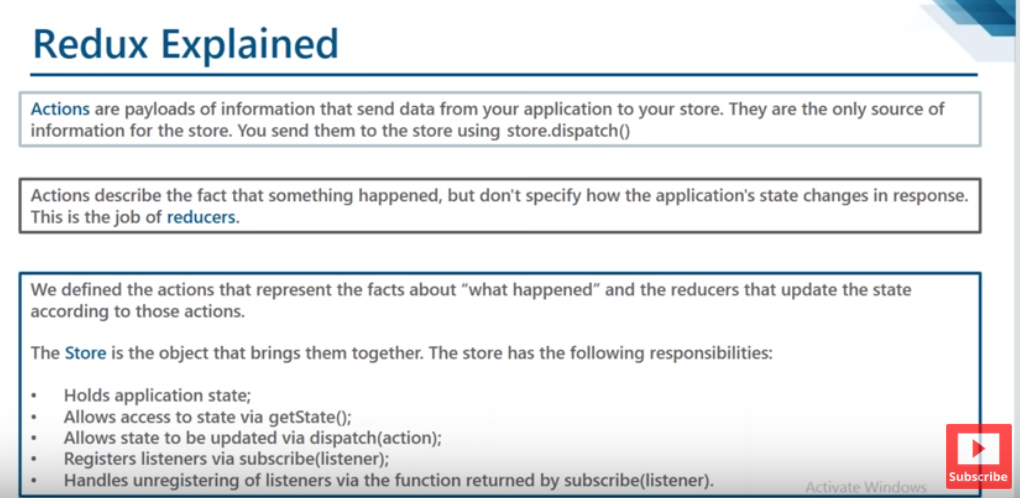 Redux Explained
Actions are payloads of information that send data from your application to your store. They are the only source of
information for the store. You send them to the store using store.dispatch()
Actions describe the fact that something happened, but don't specify how the application's state changes in response.
This is the job of reducers.
We defined the actions that represent the facts about “what happened” and the reducers that update the state
according to those actions.
The Store is the object that brings them together. The store has the following responsibilities:
• Holds application state;
• Allows access to state via getState();
• Allows state to be updated via dispatch(action);
• Registers listeners via subscribe(listener);
• Handles unregistering of listeners via the function returned by subscribe(listener).
Subscribe
Activate Windows